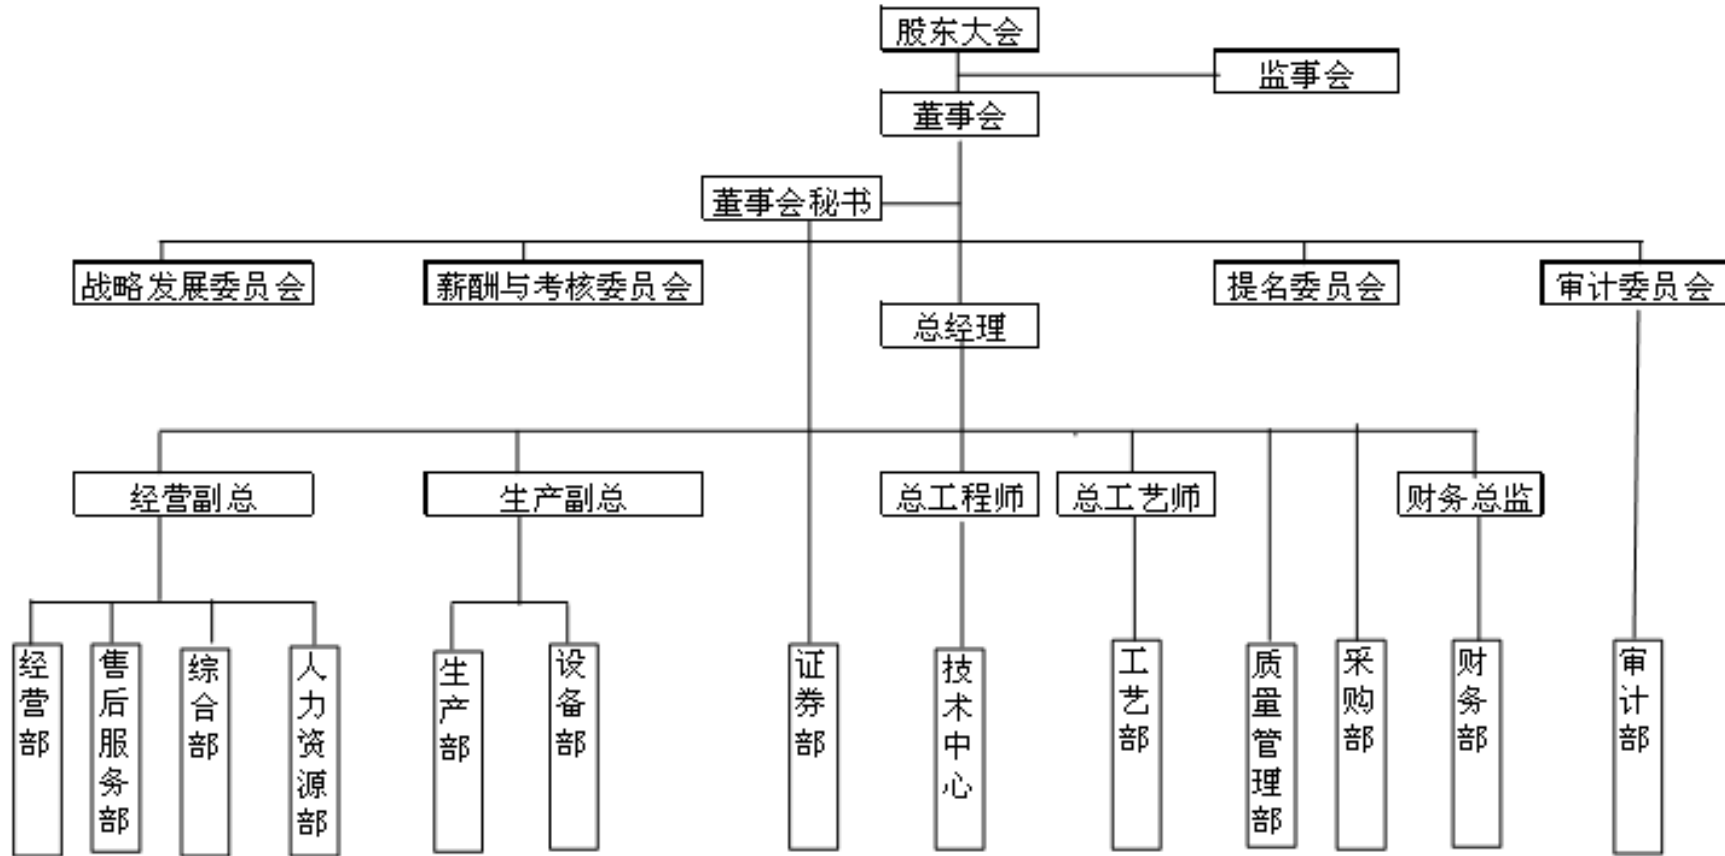 股东大会
监事会
董事会
董事会秘书
战略发展委员会
薪酬与考核委员会
提名委员会
审计委员会
总经理
经营副总
生产副总
总工程师
总工艺师
财务总监
经营部
售后服务部
综合部
人力资源部
生产部
设备部
证券部
技术中心
工艺部
质量管理部
采购部
财务部
审计部